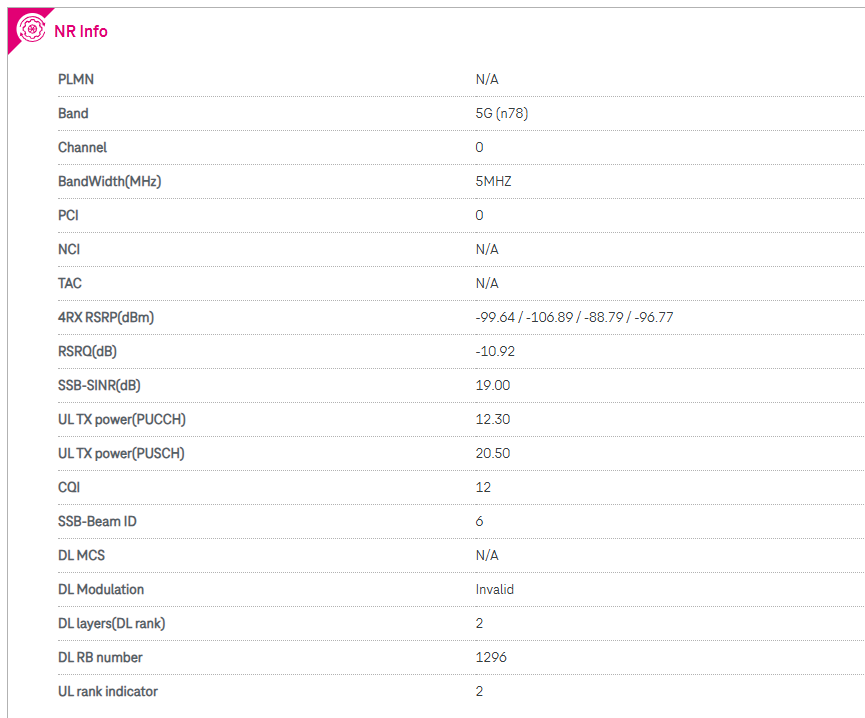 NR Info
PLMN N/A
Band 5G (n78)
Channel 0
BandWidth(MHz) 5MHZ
PCI 0
NCI N/A
TAC N/A
4RX RSRP(dBm) -99.64 / -106.89 / -88.79 / -96.77
RSRQ(dB) -10.92
SSB-SINR(dB) 19.00
UL TX power(PUCCH) 12.30
UL TX power(PUSCH) 20.50
CQI 12
SSB-Beam ID 6
DL MCS N/A
DL Modulation Invalid
DL layers(DL rank) 2
DL RB number 1296
UL rank indicator 2